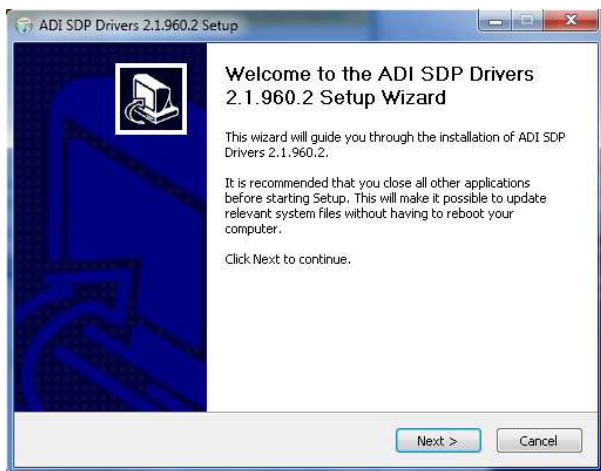 ADI SDP Drivers 2.1.960.2 Setup
Welcome to the ADI SDP Drivers
2.1.960.2 Setup Wizard
This wizard will guide you through the installation of ADI SDP
Drivers 2.1.960.2.
It is recommended that you close all other applications
before starting Setup. This will make it possible to update
relevant system files without having to reboot your
computer.
Click Next to continue.
Next >
Cancel